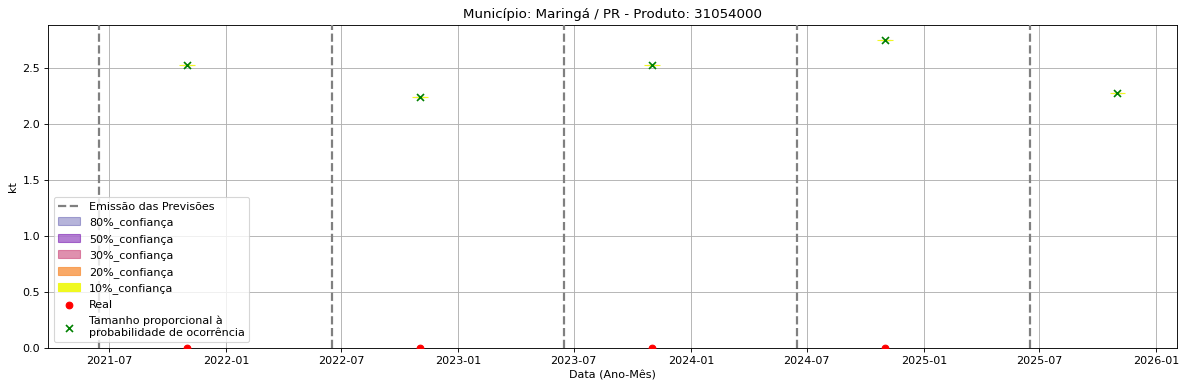 Município: Maringá / PR - Produto: 31054000
kt
2.5
2.0
1.5
1.0
0.5
0.0
Emissão das Previsões
80%_confiança
50%_confiança
30%_confiança
20%_confiança
10%_confiança
Real
Tamanho proporcional à
probabilidade de ocorrência
2021-07 2022-01 2022-07 2023-01 2023-07 2024-01 2024-07 2025-01 2025-07 2026-01
Data (Ano-Mês)